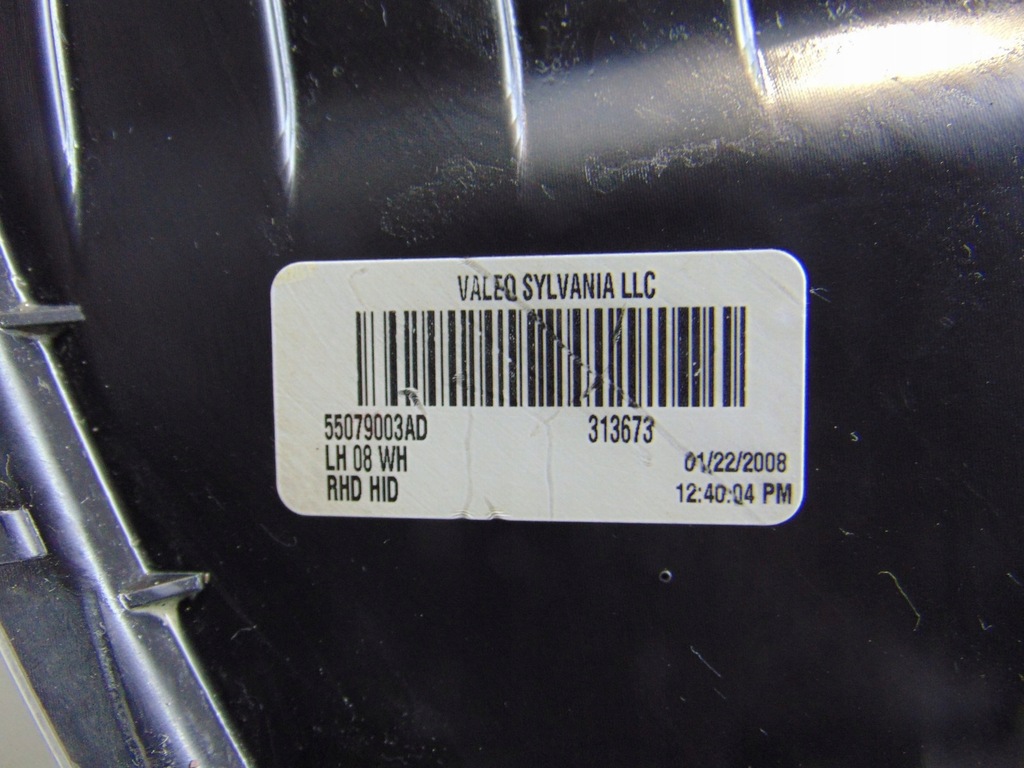 VALEO SYLVANIA LLC
55079003AD 313673
LH 08 WH 01/22/2008
RHD HID 12:40:04 PM